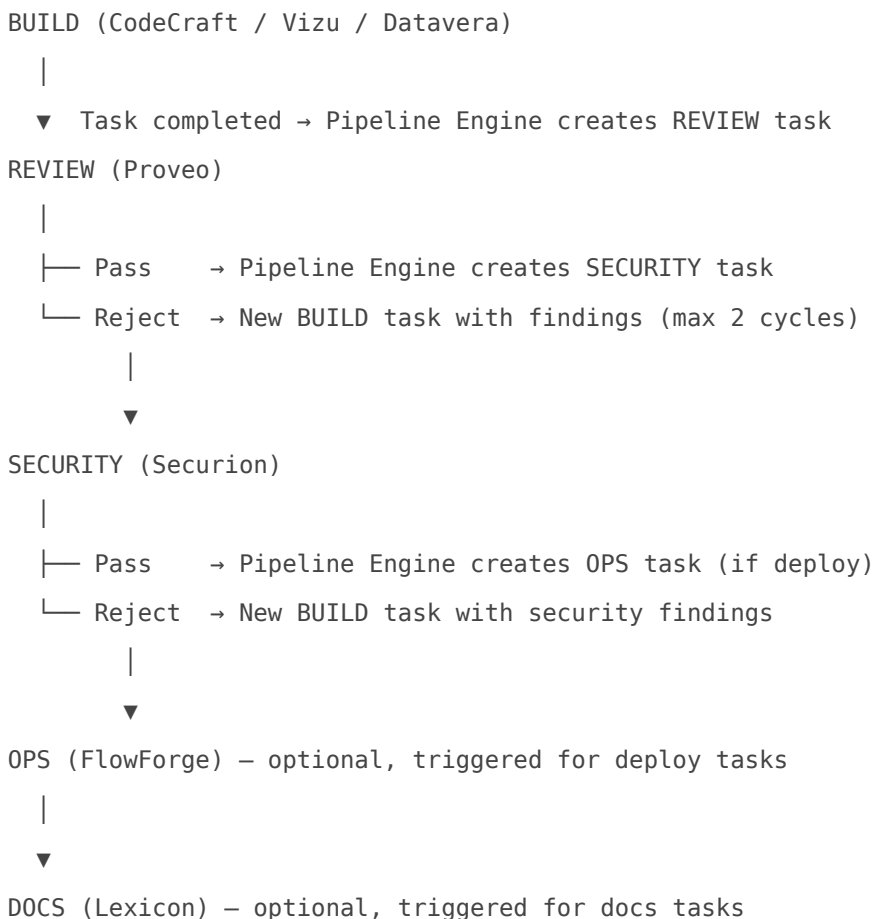 BUILD (CodeCraft / Vizu / Datavera)
│
▼  Task completed → Pipeline Engine creates REVIEW task
REVIEW (Proveo)
│
├── Pass    → Pipeline Engine creates SECURITY task
└── Reject  → New BUILD task with findings (max 2 cycles)
│
▼
SECURITY (Securion)
│
├── Pass    → Pipeline Engine creates OPS task (if deploy)
└── Reject  → New BUILD task with security findings
│
▼
OPS (FlowForge) — optional, triggered for deploy tasks
│
▼
DOCS (Lexicon) — optional, triggered for docs tasks